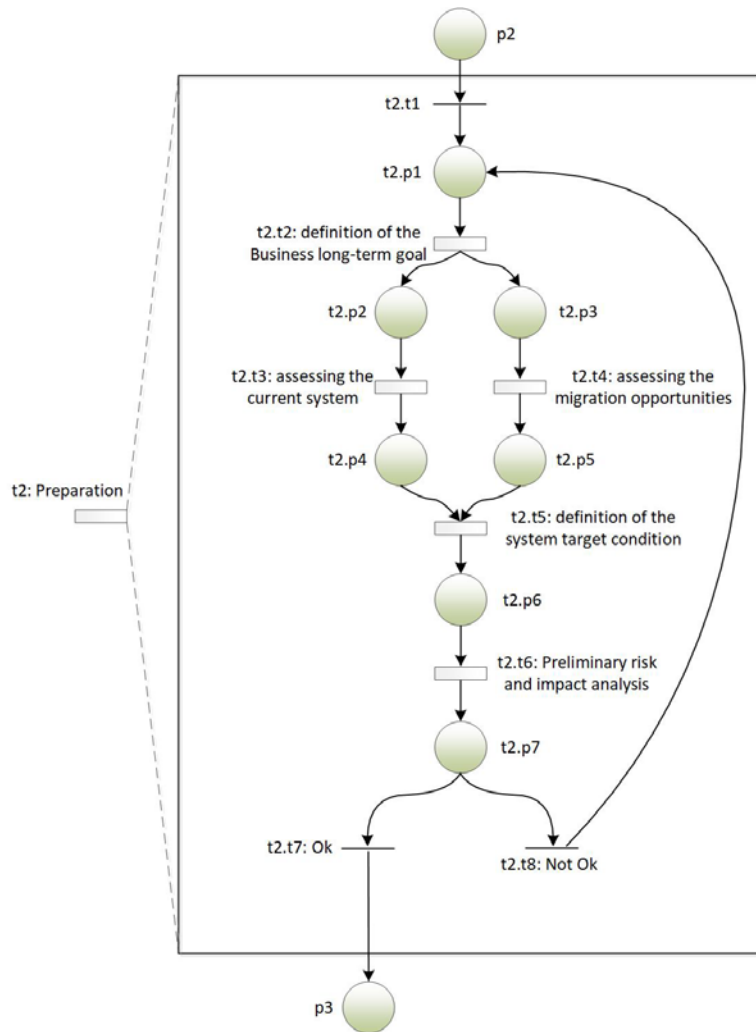 p2
t2.t1
t2.p1
t2.t2: definition of the
Business long-term goal
t2.p2
t2.p3
t2.t3: assessing the
current system
t2.t4: assessing the
migration opportunities
t2.p4
t2.p5
t2: Preparation
t2.t5: definition of the
system target condition
t2.p6
t2.t6: Preliminary risk
and impact analysis
t2.p7
t2.t7: Ok
t2.t8: Not Ok
p3